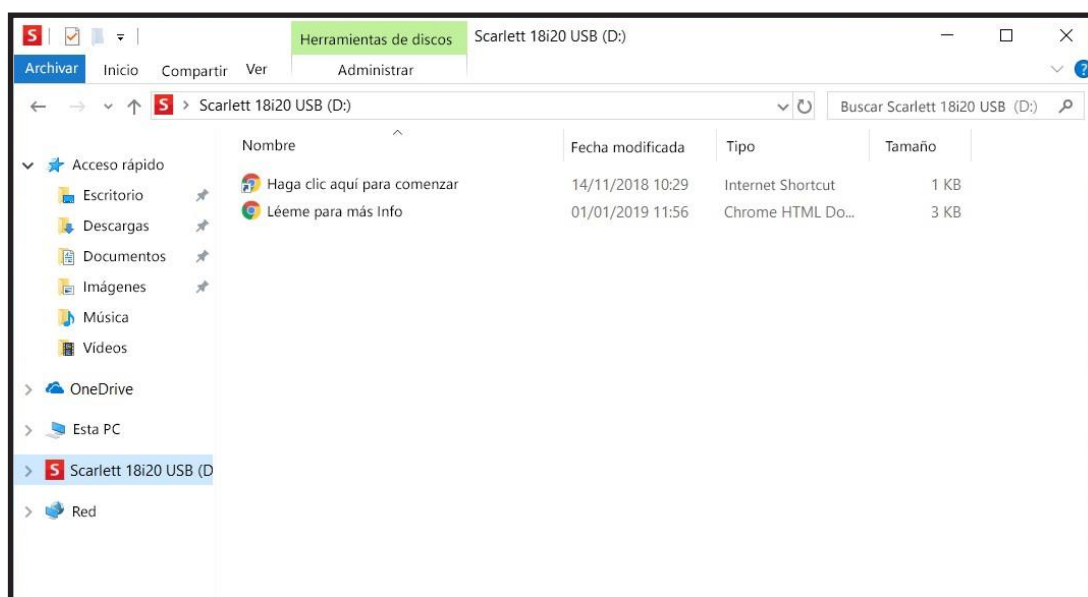 S Herramientas de discos Scarlett 18i20 USB (D:)
Archivar Inicio Compartir Ver Administrar ?
S > Scarlett 18i20 USB (D:) Buscar Scarlett 18i20 USB (D:)
Nombre Fecha modificada Tipo Tamaño
Haga clic aquí para comenzar 14/11/2018 10:29 Internet Shortcut 1 KB
Léeme para más Info 01/01/2019 11:56 Chrome HTML Do... 3 KB
Acceso rápido
Escritorio
Descargas
Documentos
Imágenes
Música
Vídeos
OneDrive
Esta PC
S Scarlett 18i20 USB (D
Red